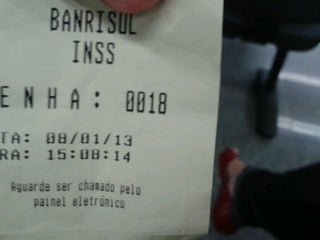 BANRISUL
INSS
ENHA: 0018
TA: 08/01/13
RA: 15:08:14
Aguarde ser chamado pelo
painel eletrônico